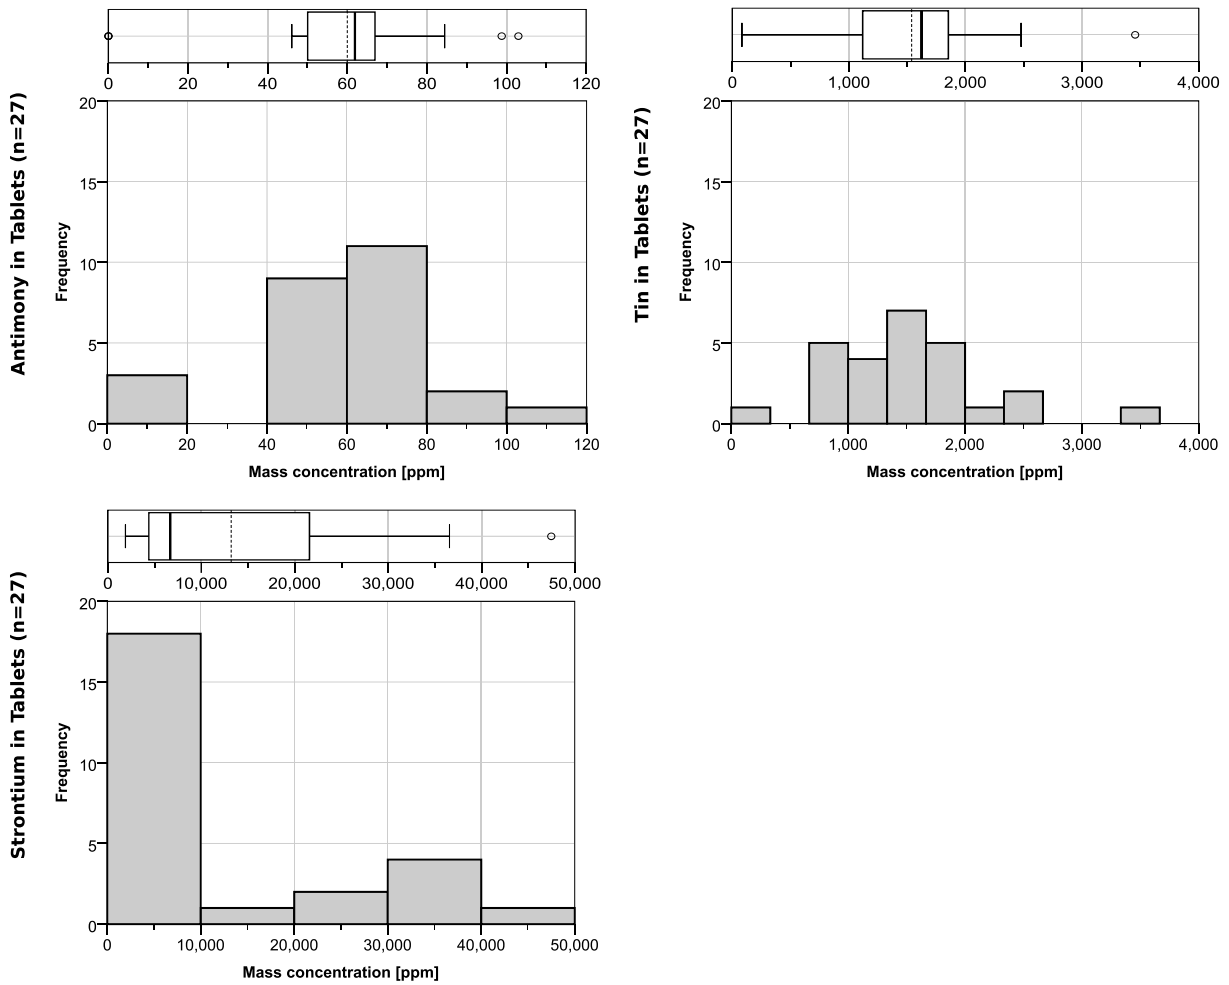 0 20 40 60 80 100 120
Antimony in Tablets (n=27)
Frequency
20
15
10
5
0
0 20 40 60 80 100 120
Mass concentration [ppm]
0 1,000 2,000 3,000 4,000
Tin in Tablets (n=27)
Frequency
20
15
10
5
0
0 1,000 2,000 3,000 4,000
Mass concentration [ppm]
0 10,000 20,000 30,000 40,000 50,000
Strontium in Tablets (n=27)
Frequency
20
15
10
5
0
0 10,000 20,000 30,000 40,000 50,000
Mass concentration [ppm]